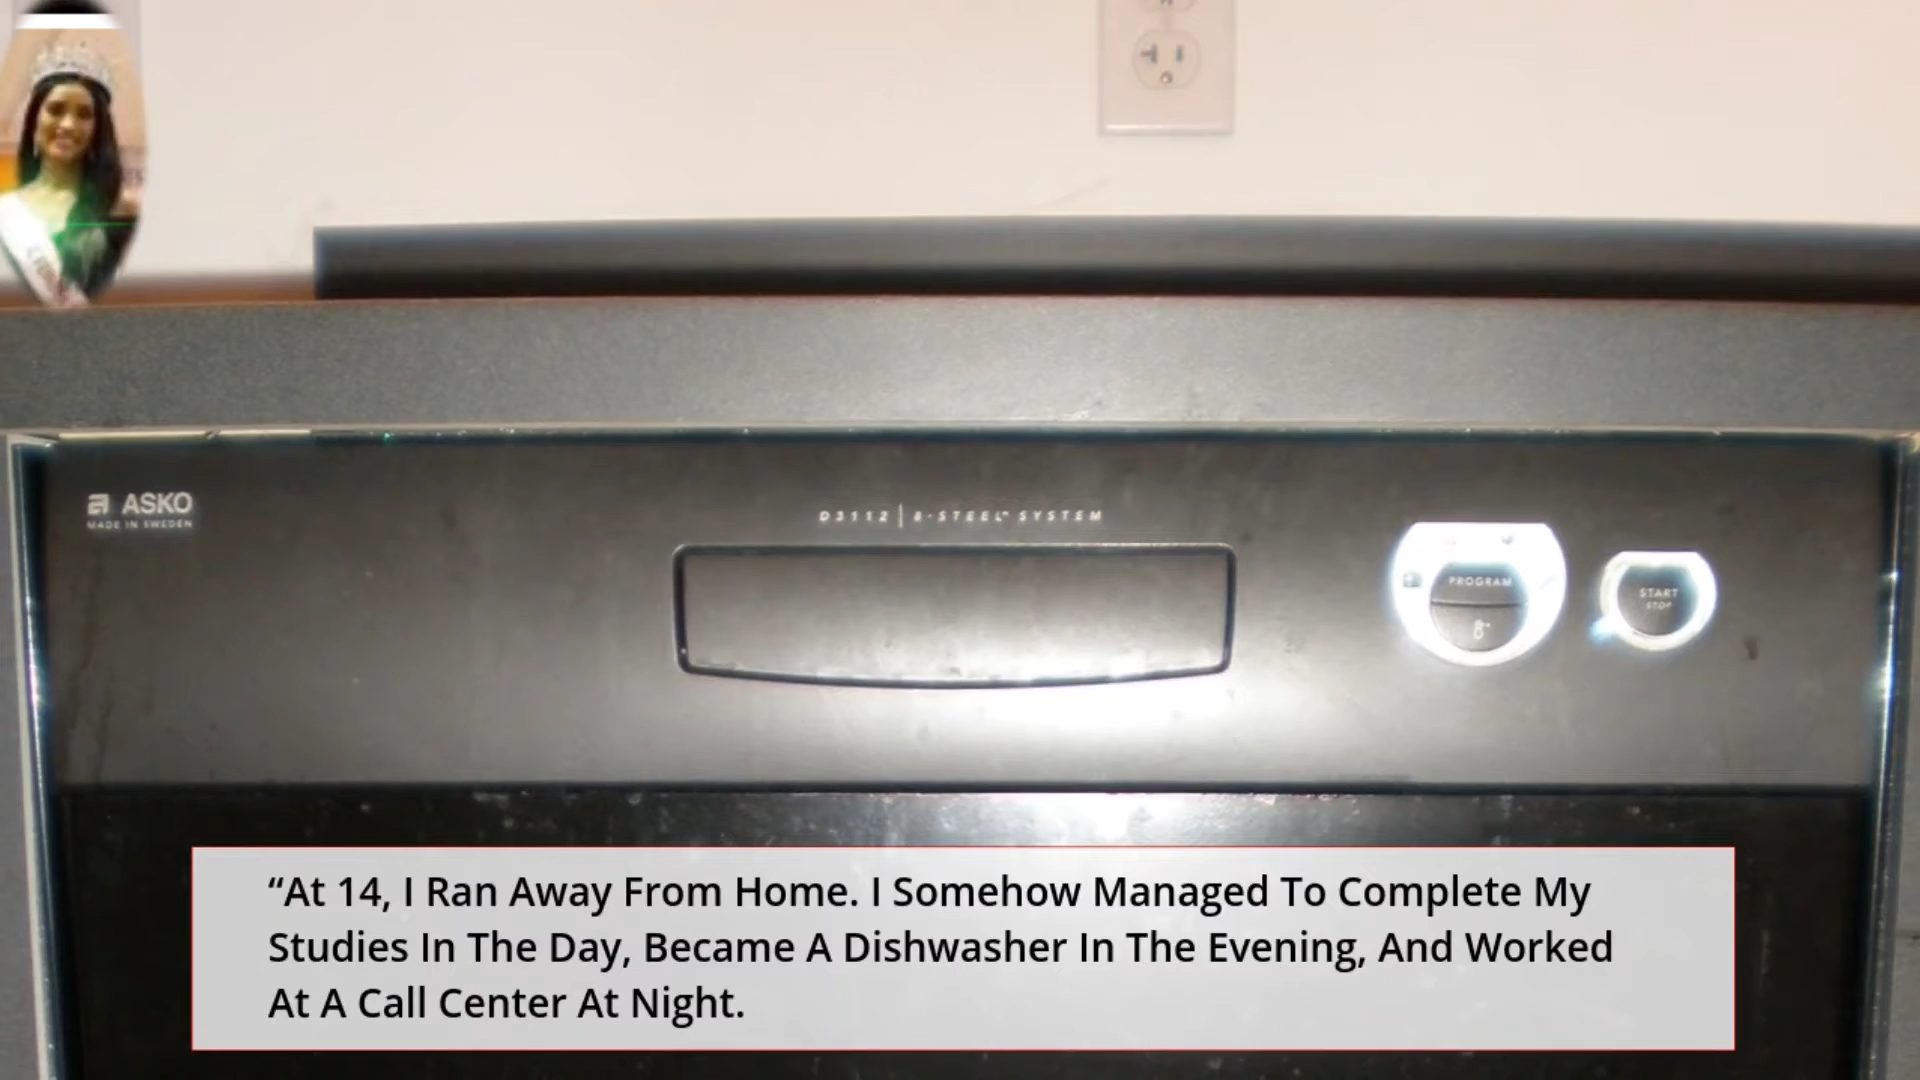 ASKO
MADE IN SWEDEN
D3112 | 8-STEEL™ SYSTEM
PROGRAM
START
STOP
“At 14, I Ran Away From Home. I Somehow Managed To Complete My
Studies In The Day, Became A Dishwasher In The Evening, And Worked
At A Call Center At Night.